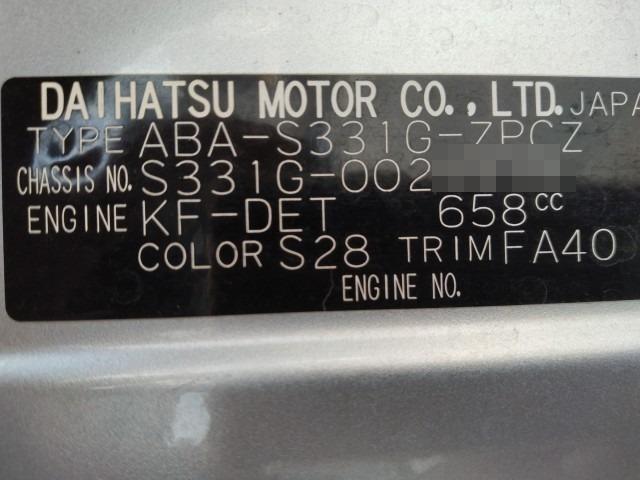 DAIHATSU MOTOR CO.,LTD. JAPA
TYPE ABA-S331G-ZPCZ
CHASSIS NO. S331G-002
ENGINE KF-DET 658cc
COLOR S28 TRIM FA40
ENGINE NO.